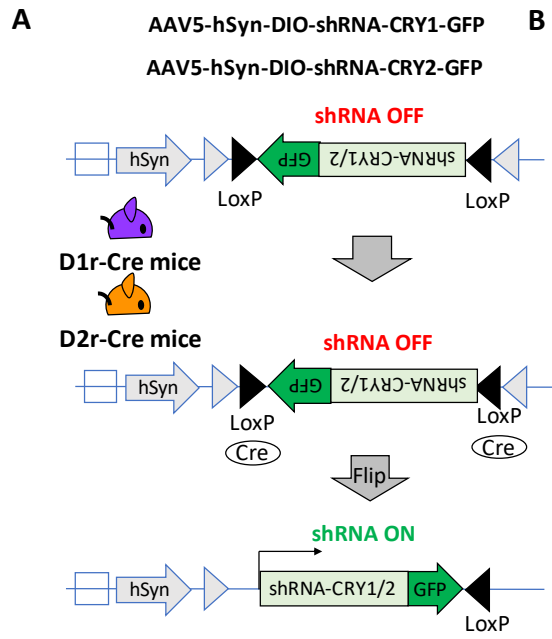 A
B
AAV5-hSyn-DIO-shRNA-CRY1-GFP
AAV5-hSyn-DIO-shRNA-CRY2-GFP
shRNA OFF
hSyn
GFP
shRNA-CRY1/2
LoxP
LoxP
D1r-Cre mice
D2r-Cre mice
shRNA OFF
hSyn
GFP
shRNA-CRY1/2
LoxP
LoxP
Cre
Cre
Flip
shRNA ON
hSyn
shRNA-CRY1/2
GFP
LoxP